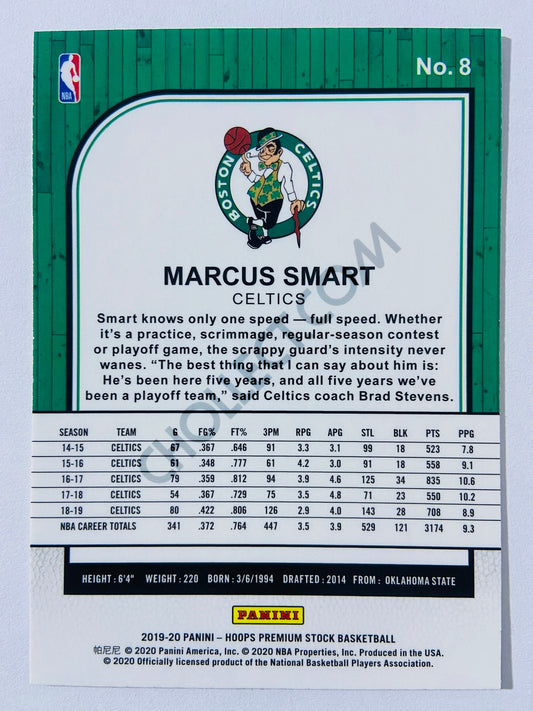 No. 8
NBA
BOSTON CELTICS
MARCUS SMART
CELTICS
Smart knows only one speed — full speed. Whether
it's a practice, scrimmage, regular-season contest
or playoff game, the scrappy guard's intensity never
wanes. “The best thing that I can say about him is:
He's been here five years, and all five years we've
been a playoff team,” said Celtics coach Brad Stevens.
SEASON TEAM G FG% FT% 3PM RPG APG STL BLK PTS PPG
14-15 CELTICS 67 .367 .646 91 3.3 3.1 99 18 523 7.8
15-16 CELTICS 61 .348 .777 61 4.2 3.0 91 18 558 9.1
16-17 CELTICS 79 .359 .812 94 3.9 4.6 125 34 835 10.6
17-18 CELTICS 54 .367 .729 75 3.5 4.8 71 23 550 10.2
18-19 CELTICS 80 .422 .806 126 2.9 4.0 143 28 708 8.9
NBA CAREER TOTALS 341 .372 .764 447 3.5 3.9 529 121 3174 9.3
HEIGHT: 6'4" WEIGHT: 220 BORN: 3/6/1994 DRAFTED: 2014 FROM: OKLAHOMA STATE
PANINI
2019-20 PANINI – HOOPS PREMIUM STOCK BASKETBALL
帕尼尼 © 2020 Panini America, Inc. © 2020 NBA Properties, Inc. Produced in the USA.
© 2020 Officially licensed product of the National Basketball Players Association.
CHOLLECT.COM